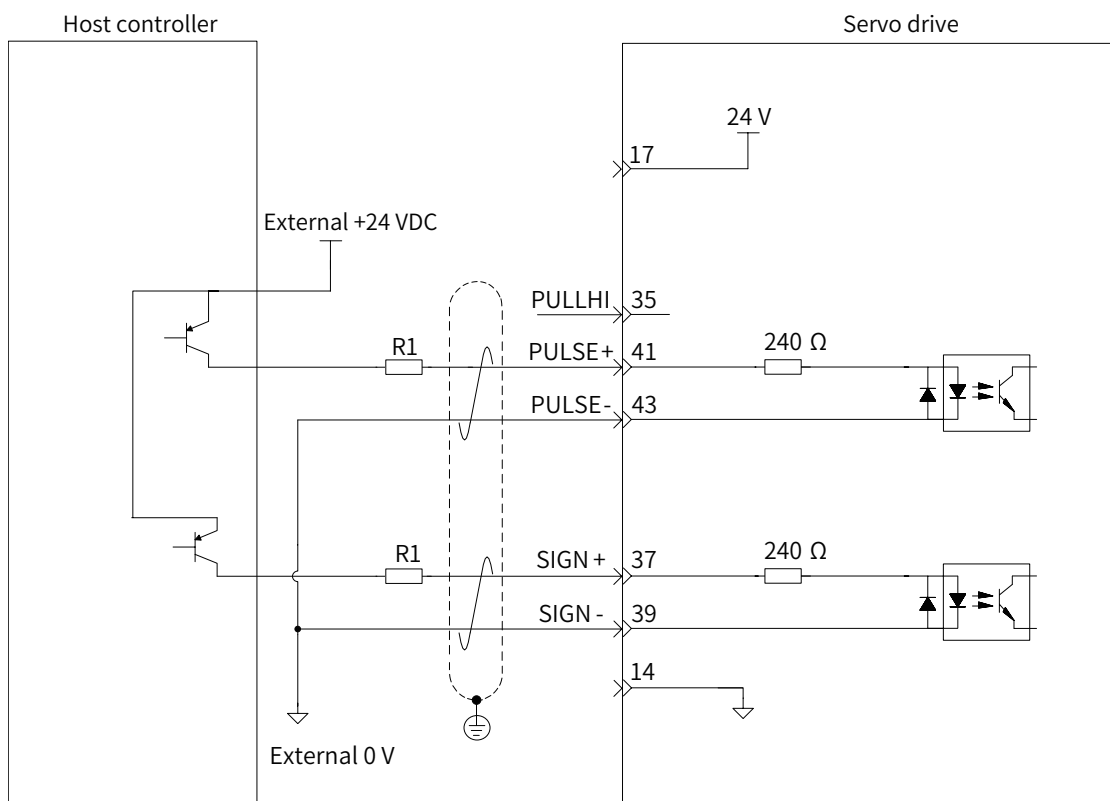 Host controller
Servo drive
24 V
17
External +24 VDC
PULLHI 35
R1
PULSE+ 41
240 Ω
PULSE- 43
R1
SIGN + 37
240 Ω
SIGN - 39
14
External 0 V